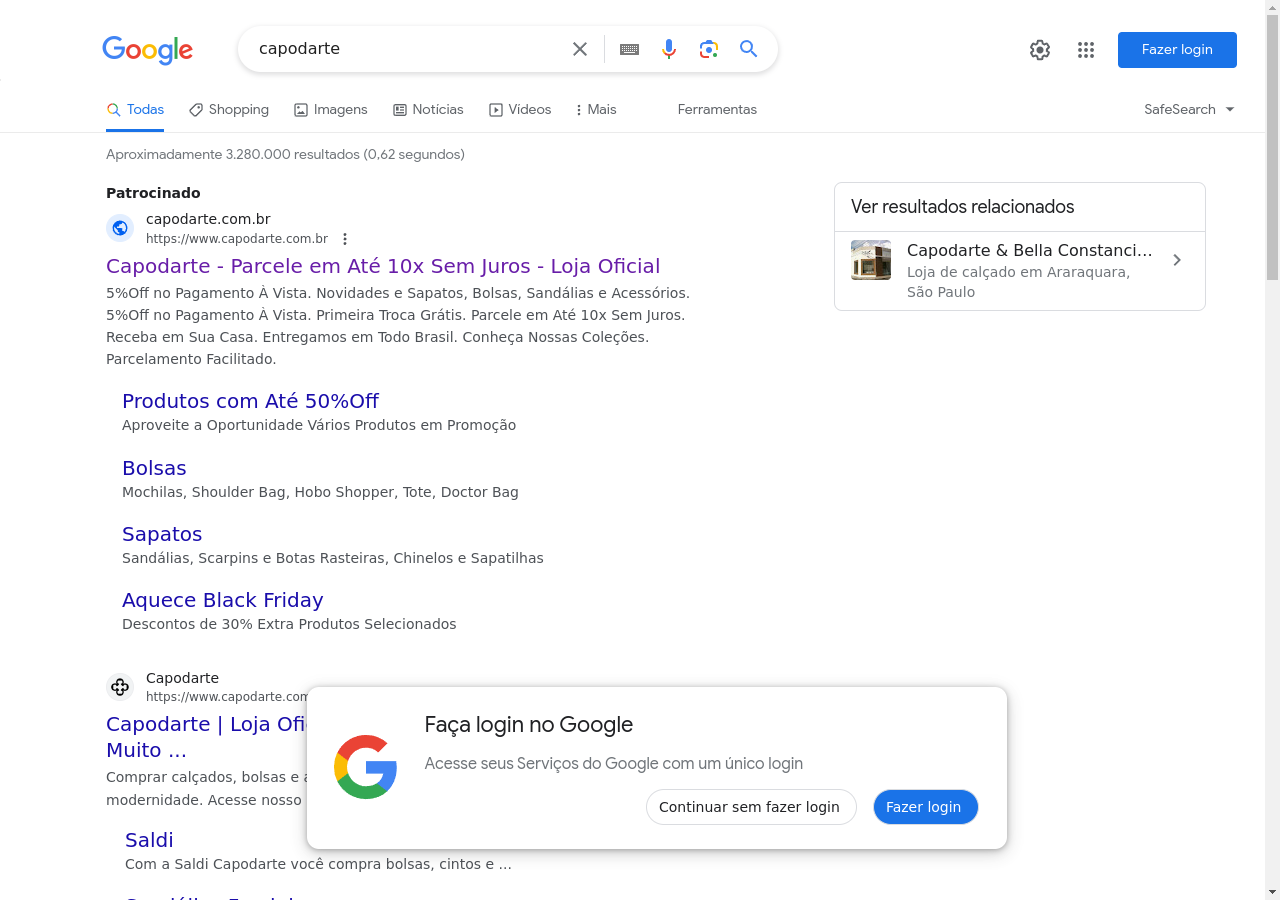 Google
capodarte
Fazer login
Todas
Shopping
Imagens
Notícias
Vídeos
Mais
Ferramentas
SafeSearch
Aproximadamente 3.280.000 resultados (0,62 segundos)
Patrocinado
capodarte.com.br
https://www.capodarte.com.br
Capodarte - Parcele em Até 10x Sem Juros - Loja Oficial
5%Off no Pagamento À Vista. Novidades e Sapatos, Bolsas, Sandálias e Acessórios.
5%Off no Pagamento À Vista. Primeira Troca Grátis. Parcele em Até 10x Sem Juros.
Receba em Sua Casa. Entregamos em Todo Brasil. Conheça Nossas Coleções.
Parcelamento Facilitado.
Produtos com Até 50%Off
Aproveite a Oportunidade Vários Produtos em Promoção
Bolsas
Mochilas, Shoulder Bag, Hobo Shopper, Tote, Doctor Bag
Sapatos
Sandálias, Scarpins e Botas Rasteiras, Chinelos e Sapatilhas
Aquece Black Friday
Descontos de 30% Extra Produtos Selecionados
Ver resultados relacionados
Capodarte & Bella Constanci...
Loja de calçado em Araraquara,
São Paulo
Capodarte
https://www.capodarte.com
Capodarte | Loja Ofi
Muito ...
Comprar calçados, bolsas e a
modernidade. Acesse nosso
Saldi
Com a Saldi Capodarte você compra bolsas, cintos e ...
Faça login no Google
Acesse seus Serviços do Google com um único login
Continuar sem fazer login
Fazer login